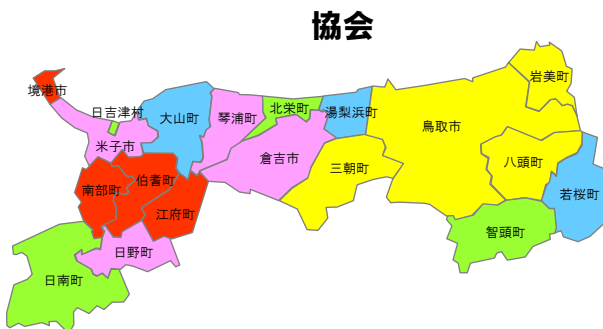 協会
境港市
日吉津村
米子市
大山町
琴浦町
北栄町
湯梨浜町
倉吉市
三朝町
鳥取市
岩美町
八頭町
若桜町
智頭町
南部町
伯耆町
江府町
日野町
日南町